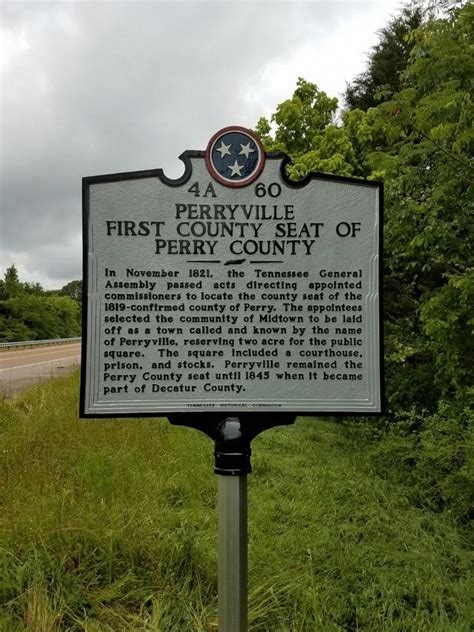 4A 60
PERRYVILLE
FIRST COUNTY SEAT OF
PERRY COUNTY
In November 1821, the Tennessee General
Assembly passed acts directing appointed
commissioners to locate the county seat of the
1819-confirmed county of Perry. The appointees
selected the community of Midtown to be laid
off as a town called and known by the name
of Perryville, reserving two acre for the public
square. The square included a courthouse,
prison, and stocks. Perryville remained the
Perry County seat until 1845 when it became
part of Decatur County.
TENNESSEE HISTORICAL COMMISSION